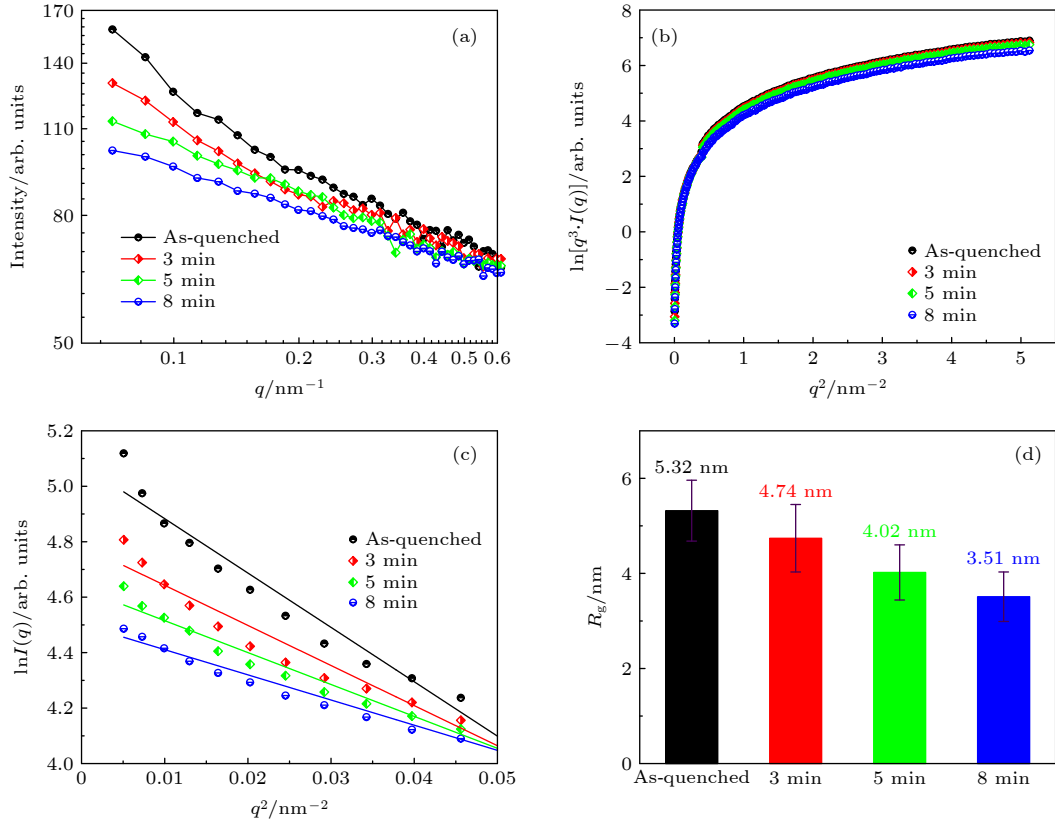 (a)
Intensity/arb. units
170
140
110
80
50
As-quenched
3 min
5 min
8 min
0.1 0.2 0.3 0.4 0.5 0.6
q/nm⁻¹
(b)
ln[q³·I(q)]/arb. units
8
6
4
2
0
−2
−4
As-quenched
3 min
5 min
8 min
0 1 2 3 4 5
q²/nm⁻²
(c)
lnI(q)/arb. units
5.2
5.0
4.8
4.6
4.4
4.2
4.0
As-quenched
3 min
5 min
8 min
0 0.01 0.02 0.03 0.04 0.05
q²/nm⁻²
(d)
Rg/nm
6
4
2
0
5.32 nm
4.74 nm
4.02 nm
3.51 nm
As-quenched 3 min 5 min 8 min